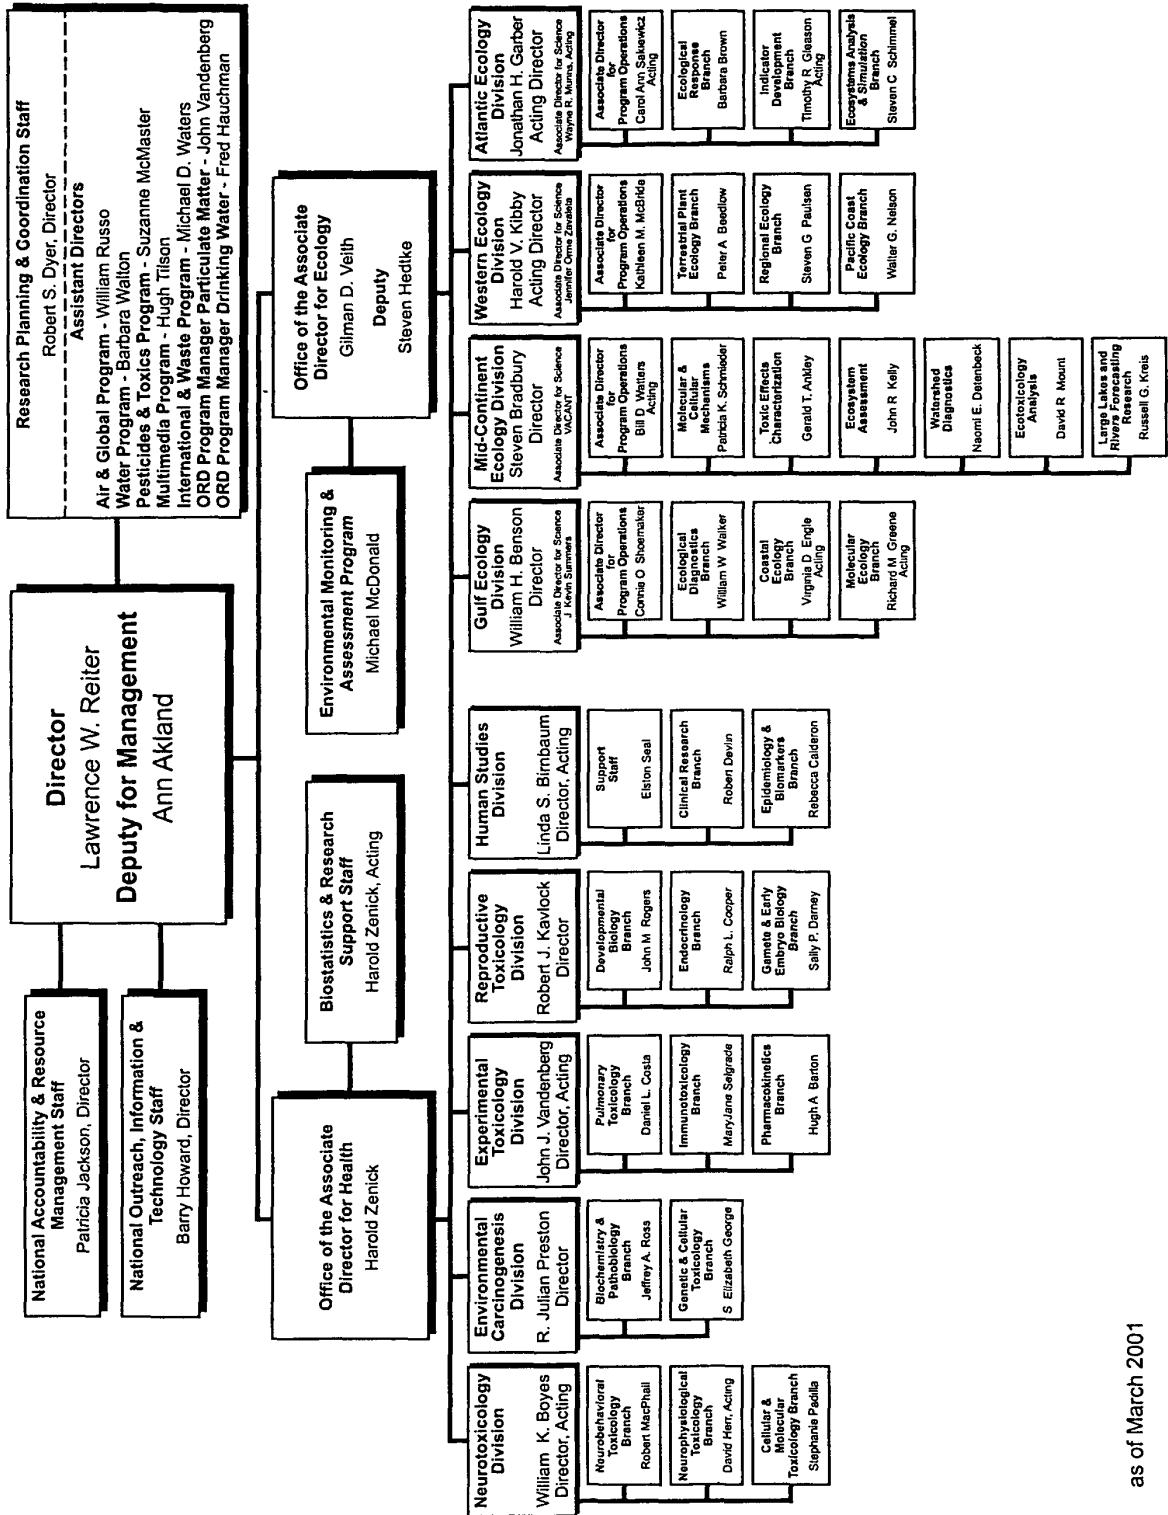 National Accountability & Resource
Management Staff
Patricia Jackson, Director
National Outreach, Information &
Technology Staff
Barry Howard, Director
Director
Lawrence W. Reiter
Deputy for Management
Ann Akland
Research Planning & Coordination Staff
Robert S. Dyer, Director
Assistant Directors
Air & Global Program - William Russo
Water Program - Barbara Walton
Pesticides & Toxics Program - Suzanne McMaster
Multimedia Program - Hugh Tilson
International & Waste Program - Michael D. Waters
ORD Program Manager Particulate Matter - John Vandenberg
ORD Program Manager Drinking Water - Fred Hauchman
Office of the Associate
Director for Health
Harold Zenick
Biostatistics & Research
Support Staff
Harold Zenick, Acting
Environmental Monitoring &
Assessment Program
Michael McDonald
Office of the Associate
Director for Ecology
Gilman D. Veith
Deputy
Steven Hedtke
Neurotoxicology
Division
William K. Boyes
Director, Acting
Neurobehavioral
Toxicology
Branch
Robert MacPhail
Neurophysiological
Toxicology
Branch
David Herr, Acting
Cellular &
Molecular
Toxicology Branch
Stephanie Padilla
Environmental
Carcinogenesis
Division
R. Julian Preston
Director
Biochemistry &
Pathobiology
Branch
Jeffrey A. Ross
Genetic & Cellular
Toxicology
Branch
S Elizabeth George
Experimental
Toxicology
Division
John J. Vandenberg
Director, Acting
Pulmonary
Toxicology
Branch
Daniel L. Costa
Immunotoxicology
Branch
MaryJane Selgrade
Pharmacokinetics
Branch
Hugh A Barton
Reproductive
Toxicology
Division
Robert J. Kavlock
Director
Developmental
Biology
Branch
John M Rogers
Endocrinology
Branch
Ralph L. Cooper
Gamete & Early
Embryo Biology
Branch
Sally P. Darney
Human Studies
Division
Linda S. Birnbaum
Director, Acting
Support
Staff
Elston Seal
Clinical Research
Branch
Robert Devlin
Epidemiology &
Biomarkers
Branch
Rebecca Calderon
Gulf Ecology
Division
William H. Benson
Director
Associate Director for Science
J Kevin Summers
Associate Director
for
Program Operations
Connie O Shoemaker
Ecological
Diagnostics
Branch
William W Walker
Coastal
Ecology
Branch
Virginia D Engle
Acting
Molecular
Ecology
Branch
Richard M Greene
Acting
Mid-Continent
Ecology Division
Steven Bradbury
Director
Associate Director for Science
VACANT
Associate Director
for
Program Operations
Bill D Watters
Acting
Molecular &
Cellular
Mechanisms
Patricia K. Schmieder
Toxic Effects
Characterization
Gerald T. Ankley
Ecosystem
Assessment
John R Kelly
Watershed
Diagnostics
Naomi E. Detenbeck
Ecotoxicology
Analysis
David R Mount
Large Lakes and
Rivers Forecasting
Research
Russell G. Kreis
Western Ecology
Division
Harold V. Kibby
Acting Director
Associate Director for Science
Jennifer Orme Zavaleta
Associate Director
for
Program Operations
Kathleen M. McBride
Terrestrial Plant
Ecology Branch
Peter A Beedlow
Regional Ecology
Branch
Steven G Paulsen
Pacific Coast
Ecology Branch
Walter G. Nelson
Atlantic Ecology
Division
Jonathan H. Garber
Acting Director
Associate Director for Science
Wayne R. Munns, Acting
Associate Director
for
Program Operations
Carol Ann Sakiewicz
Acting
Ecological
Response
Branch
Barbara Brown
Indicator
Development
Branch
Timothy R Gleason
Acting
Ecosystems Analysis
& Simulation
Branch
Steven C Schimmel
as of March 2001